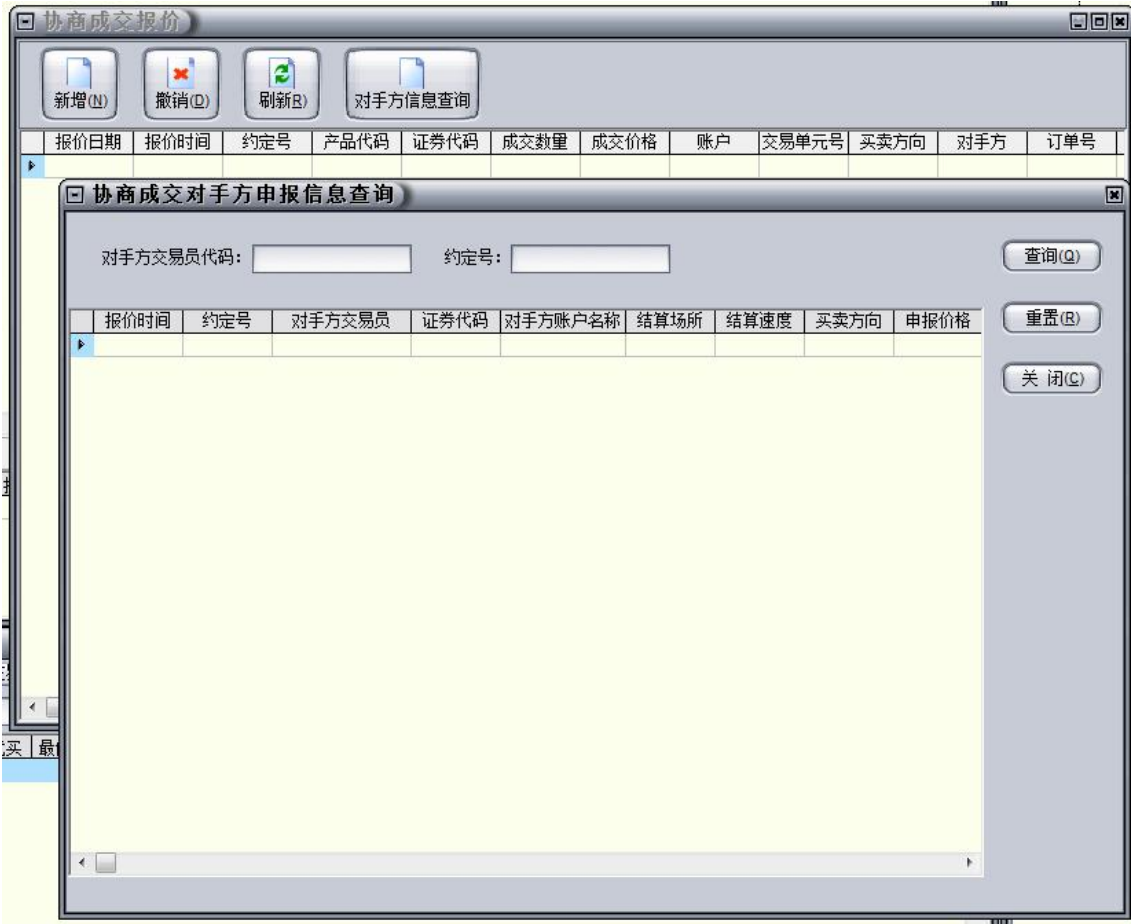 协商成交报价
新增(N) 撤销(D) 刷新R) 对手方信息查询
报价日期 报价时间 约定号 产品代码 证券代码 成交数量 成交价格 账户 交易单元号 买卖方向 对手方 订单号
协商成交对手方申报信息查询
对手方交易员代码: 约定号: 查询(Q)
报价时间 约定号 对手方交易员 证券代码 对手方账户名称 结算场所 结算速度 买卖方向 申报价格 重置(R)
关 闭(C)
买 最